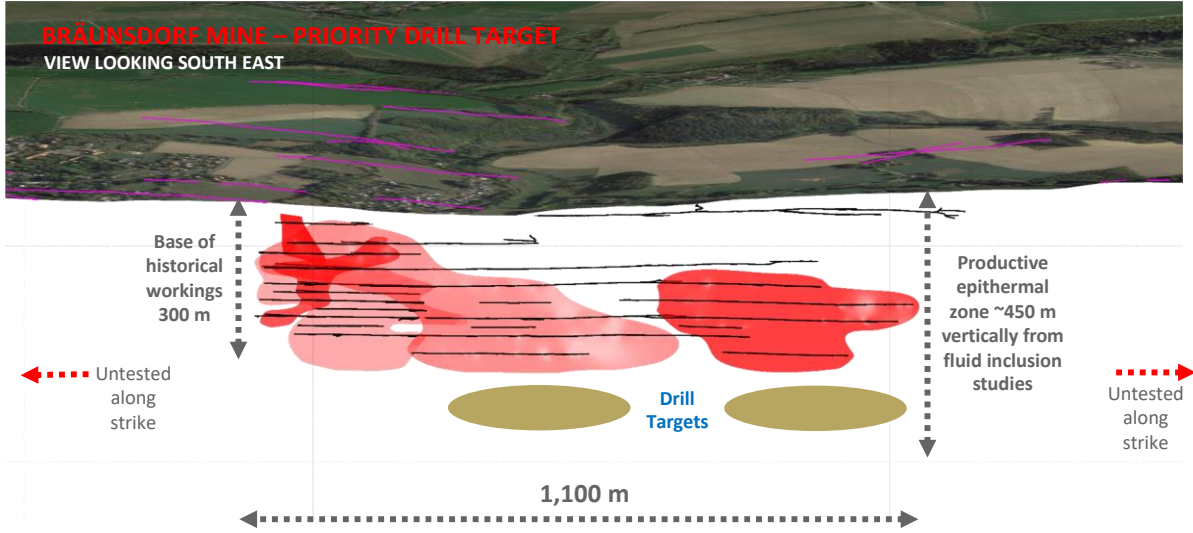 BRÄUNSDORF MINE – PRIORITY DRILL TARGET
VIEW LOOKING SOUTH EAST
Base of
historical
workings
300 m
Productive
epithermal
zone ~450 m
vertically from
fluid inclusion
studies
Untested
along
strike
Drill
Targets
Untested
along
strike
1,100 m